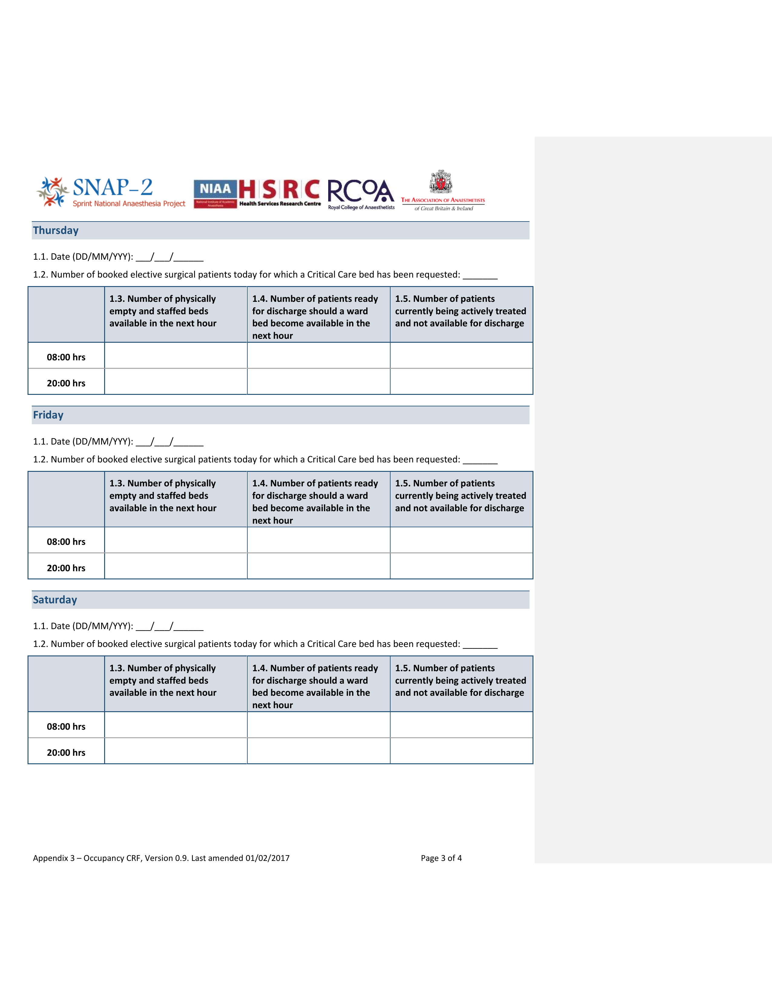 SNAP-2
Sprint National Anaesthesia Project
NIAA
National Institute of Academic
Anaesthesia
HSRC
Health Services Research Centre
RCOA
Royal College of Anaesthetists
THE ASSOCIATION OF ANAESTHETISTS
of Great Britain & Ireland
Thursday
1.1. Date (DD/MM/YYY): ___/___/______
1.2. Number of booked elective surgical patients today for which a Critical Care bed has been requested: _______
1.3. Number of physically
empty and staffed beds
available in the next hour
1.4. Number of patients ready
for discharge should a ward
bed become available in the
next hour
1.5. Number of patients
currently being actively treated
and not available for discharge
08:00 hrs
20:00 hrs
Friday
1.1. Date (DD/MM/YYY): ___/___/______
1.2. Number of booked elective surgical patients today for which a Critical Care bed has been requested: _______
1.3. Number of physically
empty and staffed beds
available in the next hour
1.4. Number of patients ready
for discharge should a ward
bed become available in the
next hour
1.5. Number of patients
currently being actively treated
and not available for discharge
08:00 hrs
20:00 hrs
Saturday
1.1. Date (DD/MM/YYY): ___/___/______
1.2. Number of booked elective surgical patients today for which a Critical Care bed has been requested: _______
1.3. Number of physically
empty and staffed beds
available in the next hour
1.4. Number of patients ready
for discharge should a ward
bed become available in the
next hour
1.5. Number of patients
currently being actively treated
and not available for discharge
08:00 hrs
20:00 hrs
Appendix 3 – Occupancy CRF, Version 0.9. Last amended 01/02/2017 Page 3 of 4